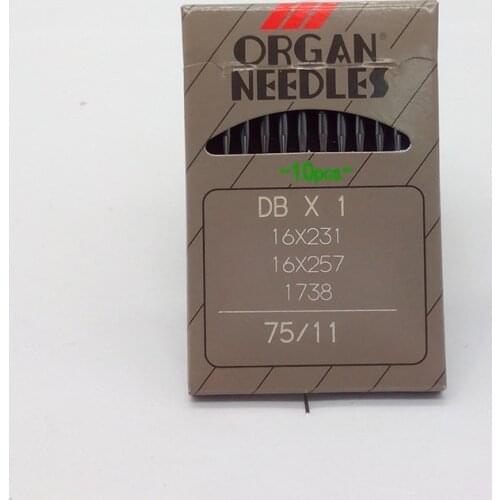 ORGAN®
NEEDLES
-10pcs-
DB X 1
16X231
16X257
1738
75/11